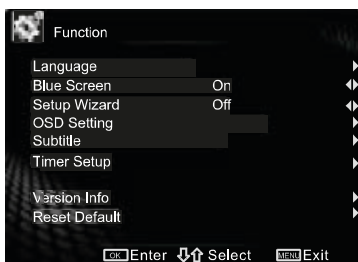 Function
Language
Blue Screen On
Setup Wizard Off
OSD Setting
Subtitle
Timer Setup
Version Info
Reset Default
OK Enter Select MENU Exit